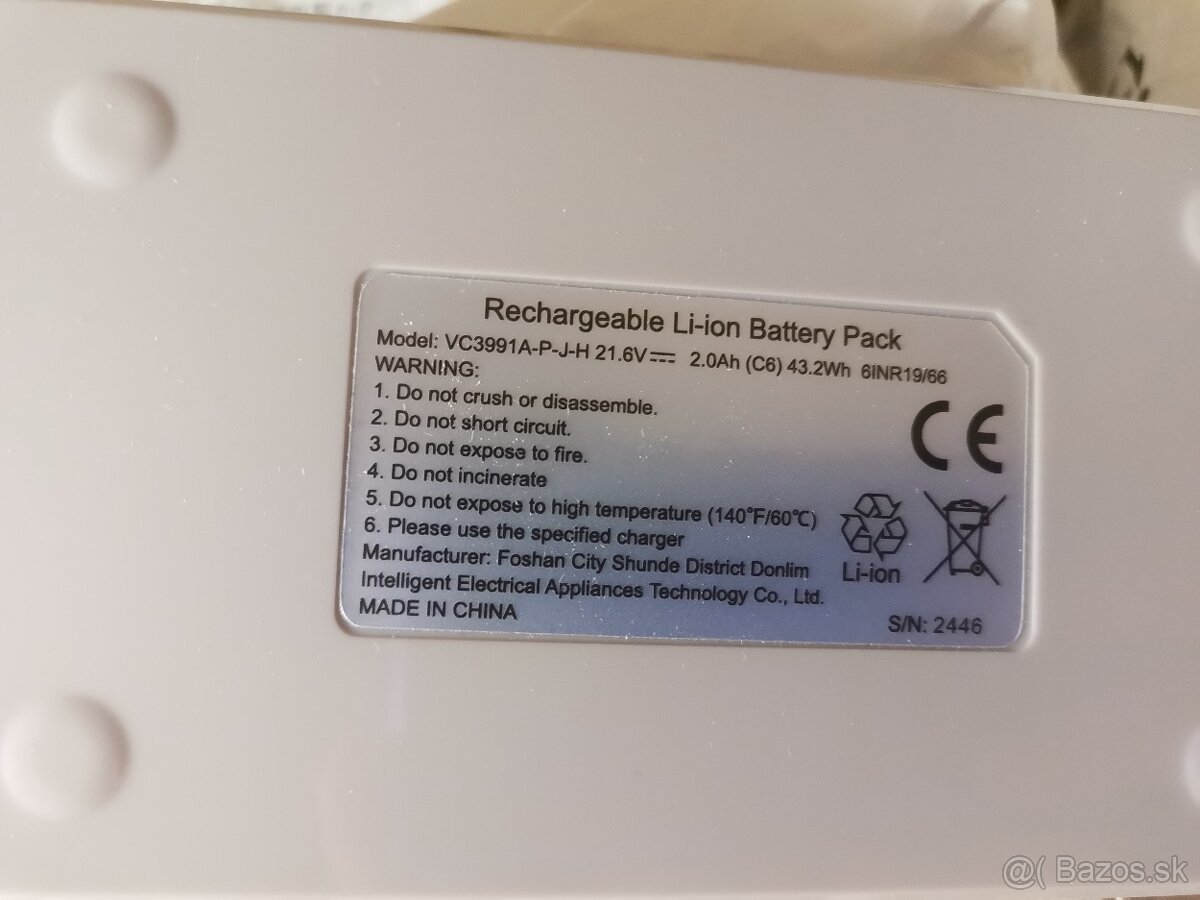 Rechargeable Li-ion Battery Pack
Model: VC3991A-P-J-H 21.6V⎓ 2.0Ah (C6) 43.2Wh 6INR19/66
WARNING:
1. Do not crush or disassemble.
2. Do not short circuit.
3. Do not expose to fire.
4. Do not incinerate
5. Do not expose to high temperature (140°F/60℃)
6. Please use the specified charger
Manufacturer: Foshan City Shunde District Donlim
Intelligent Electrical Appliances Technology Co., Ltd.
MADE IN CHINA
CE
Li-ion
S/N: 2446
@( Bazos.sk